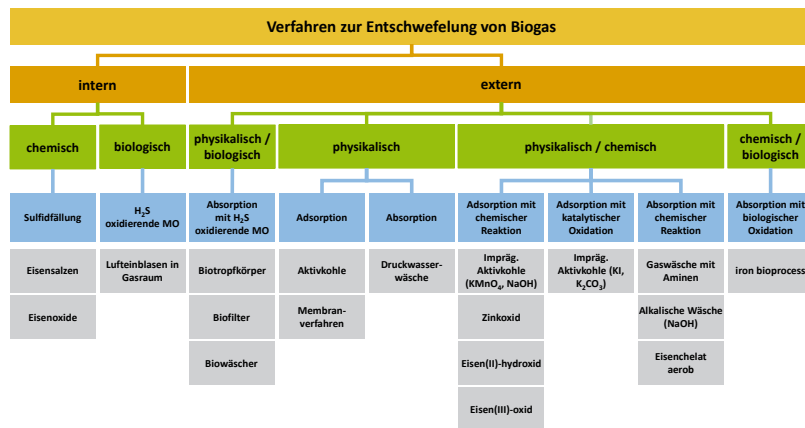 Verfahren zur Entschwefelung von Biogas
intern
extern
chemisch
biologisch
physikalisch /
biologisch
physikalisch
physikalisch / chemisch
chemisch /
biologisch
Sulfidfällung
H₂S
oxidierende MO
Absorption
mit H₂S
oxidierende MO
Adsorption
Absorption
Adsorption mit
chemischer
Reaktion
Adsorption mit
katalytischer
Oxidation
Absorption mit
chemischer
Reaktion
Absorption mit
biologischer
Oxidation
Eisensalzen
Lufteinblasen in
Gasraum
Biotropfkörper
Aktivkohle
Druckwasser-
wäsche
Impräg.
Aktivkohle
(KMnO₄, NaOH)
Impräg.
Aktivkohle (KI,
K₂CO₃)
Gaswäsche mit
Aminen
iron bioprocess
Eisenoxide
Biofilter
Membran-
verfahren
Zinkoxid
Alkalische Wäsche
(NaOH)
Biowäscher
Eisen(II)-hydroxid
Eisenchelat
aerob
Eisen(III)-oxid